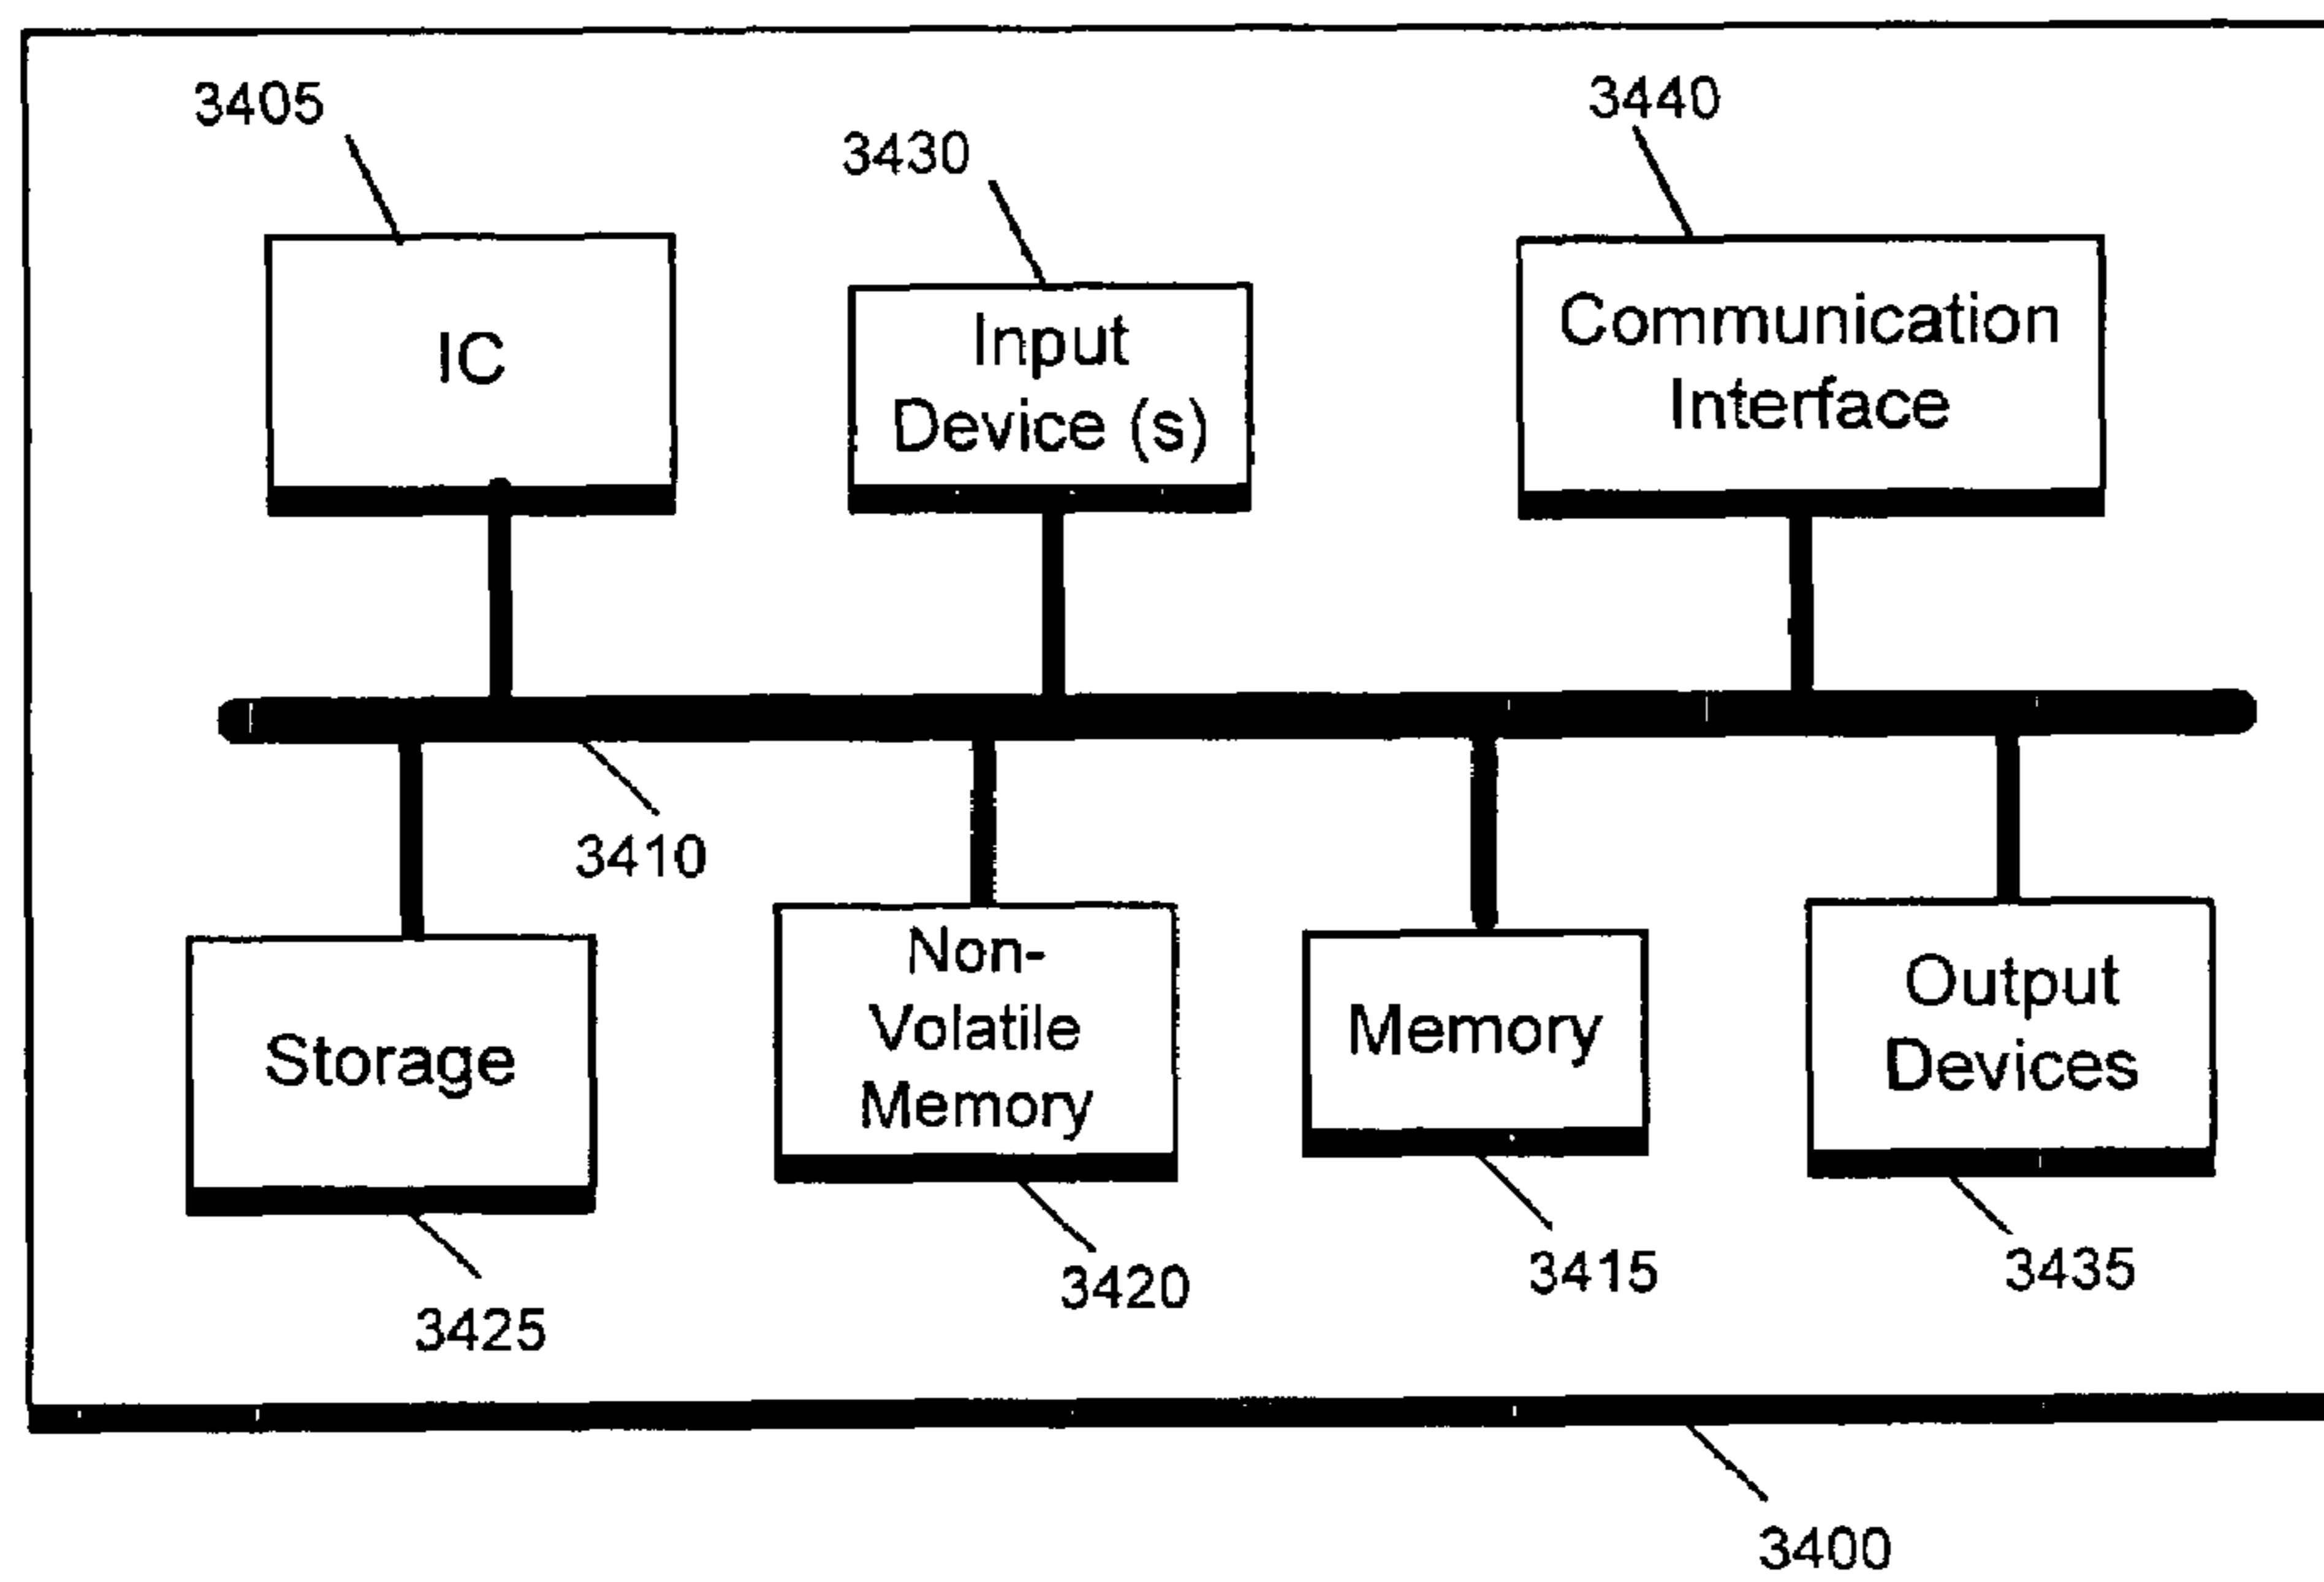 3405
3430
3440
IC
Input
Device (s)
Communication
Interface
3410
Storage
Non-
Volatile
Memory
Memory
Output
Devices
3425
3420
3415
3435
3400